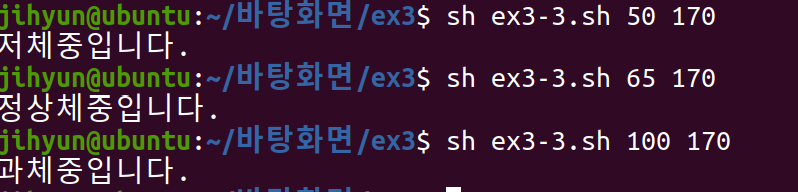 jihyun@ubuntu:~/바탕화면/ex3$ sh ex3-3.sh 50 170
저체중입니다.
jihyun@ubuntu:~/바탕화면/ex3$ sh ex3-3.sh 65 170
정상체중입니다.
jihyun@ubuntu:~/바탕화면/ex3$ sh ex3-3.sh 100 170
과체중입니다.